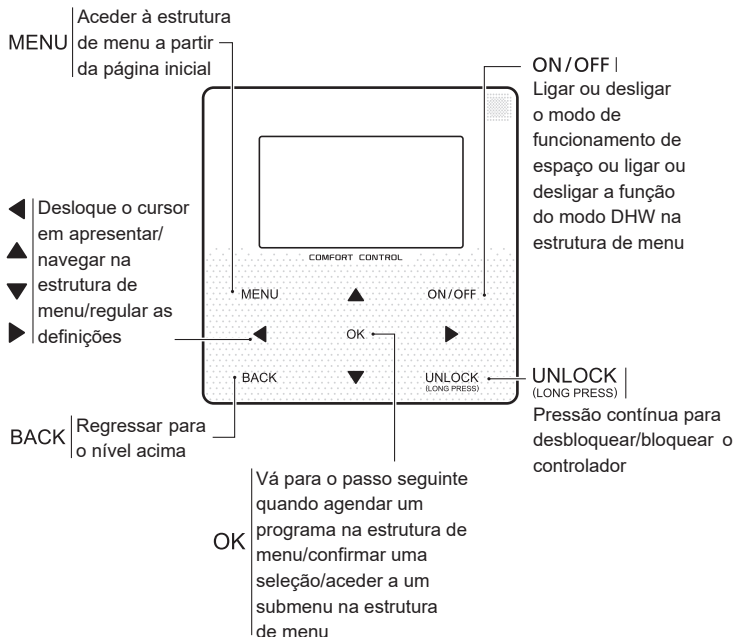 MENU
Aceder à estrutura
de menu a partir
da página inicial
ON/OFF
Ligar ou desligar
o modo de
funcionamento de
espaço ou ligar ou
desligar a função
do modo DHW na
estrutura de menu
Desloque o cursor
em apresentar/
navegar na
estrutura de
menu/regular as
definições
COMFORT CONTROL
MENU
ON/OFF
OK
BACK
UNLOCK
(LONG PRESS)
UNLOCK
(LONG PRESS)
Pressão contínua para
desbloquear/bloquear o
controlador
BACK
Regressar para
o nível acima
OK
Vá para o passo seguinte
quando agendar um
programa na estrutura de
menu/confirmar uma
seleção/aceder a um
submenu na estrutura
de menu